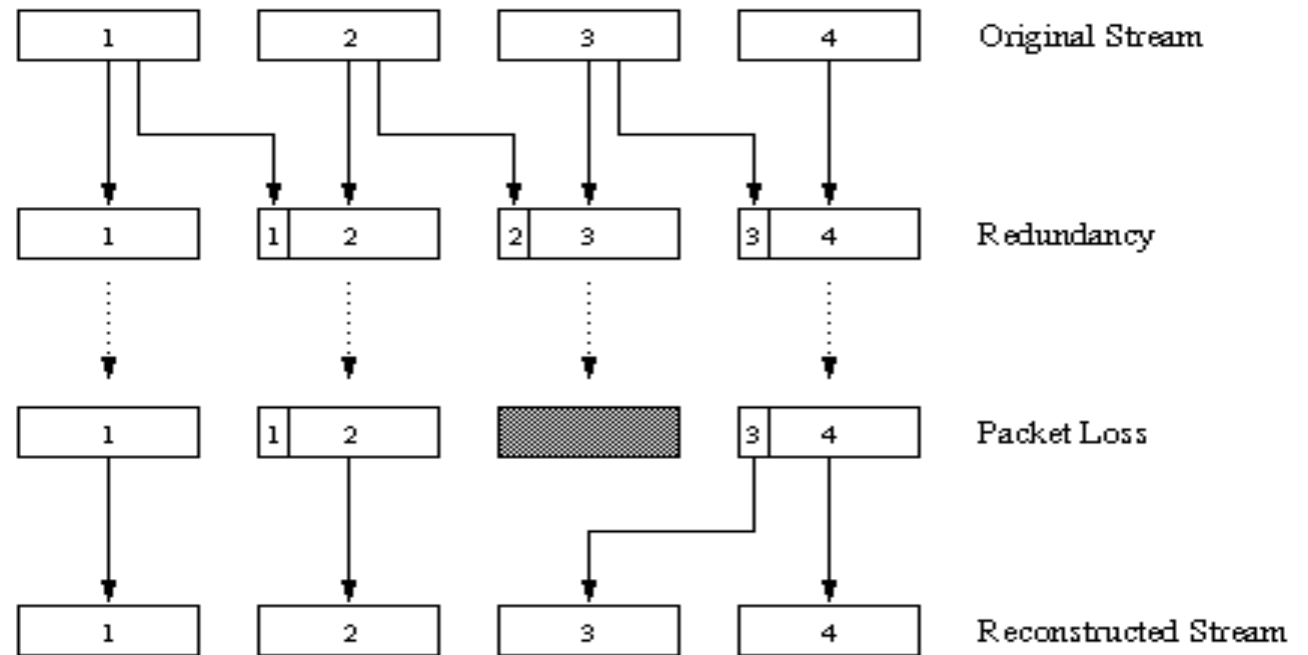 1 2 3 4 Original Stream
1 1 2 2 3 3 4 Redundancy
1 1 2 3 4 Packet Loss
1 2 3 4 Reconstructed Stream